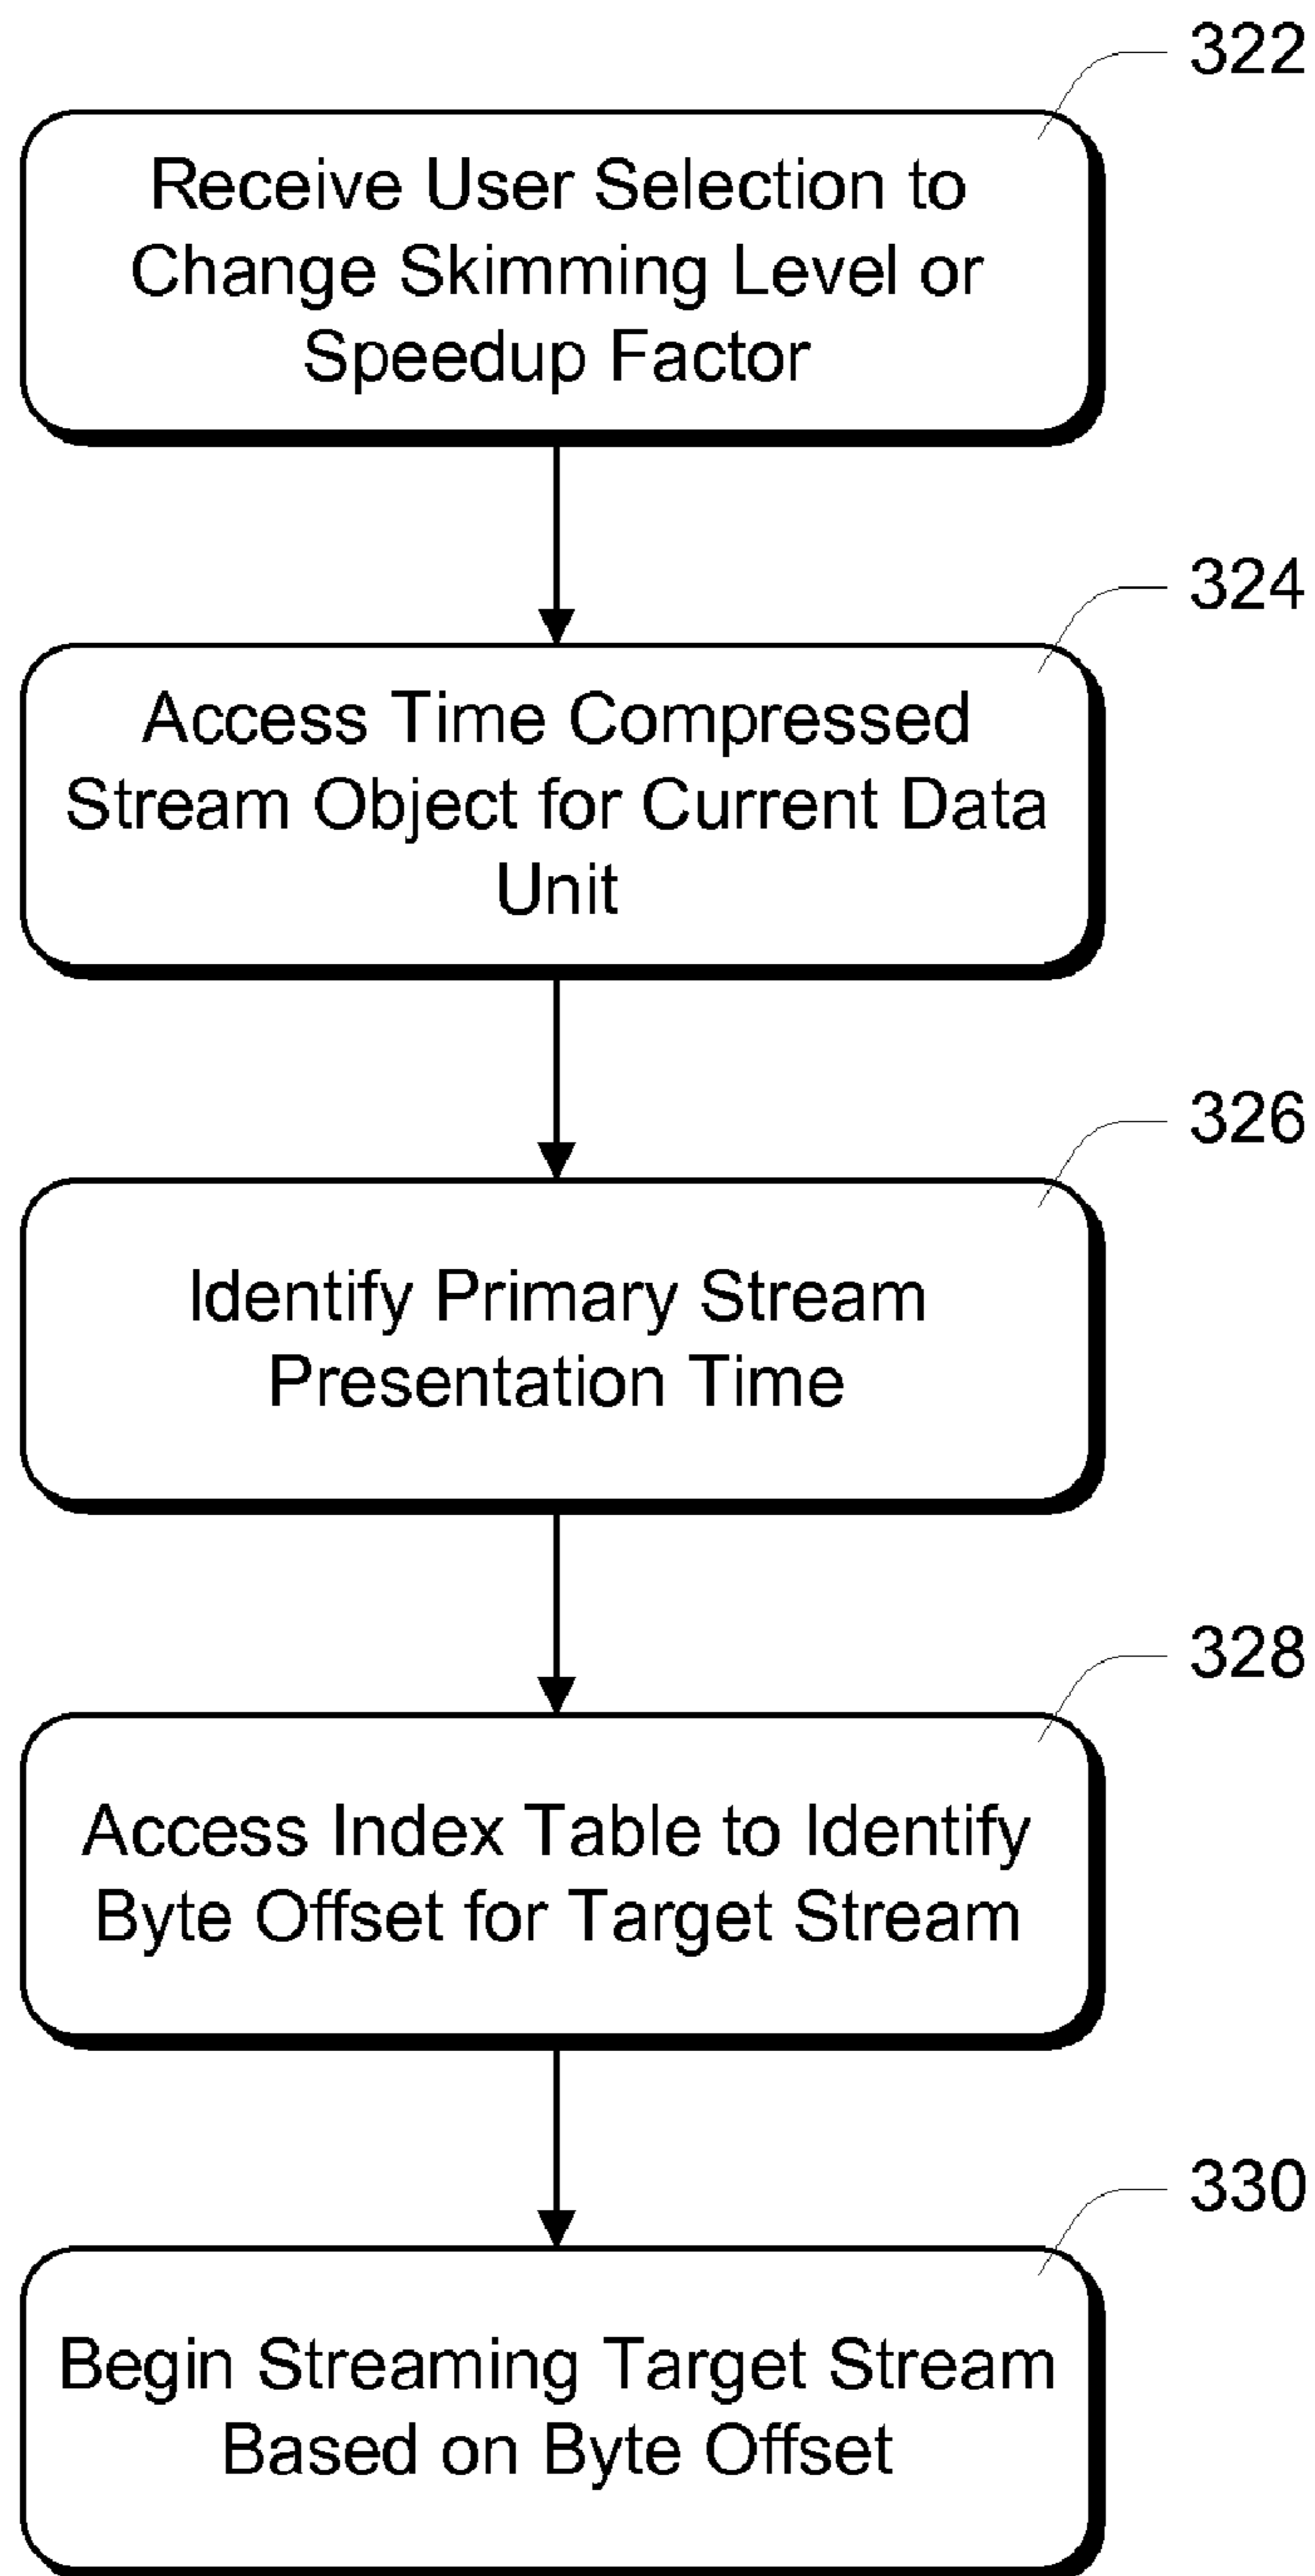 322
Receive User Selection to
Change Skimming Level or
Speedup Factor
324
Access Time Compressed
Stream Object for Current Data
Unit
326
Identify Primary Stream
Presentation Time
328
Access Index Table to Identify
Byte Offset for Target Stream
330
Begin Streaming Target Stream
Based on Byte Offset